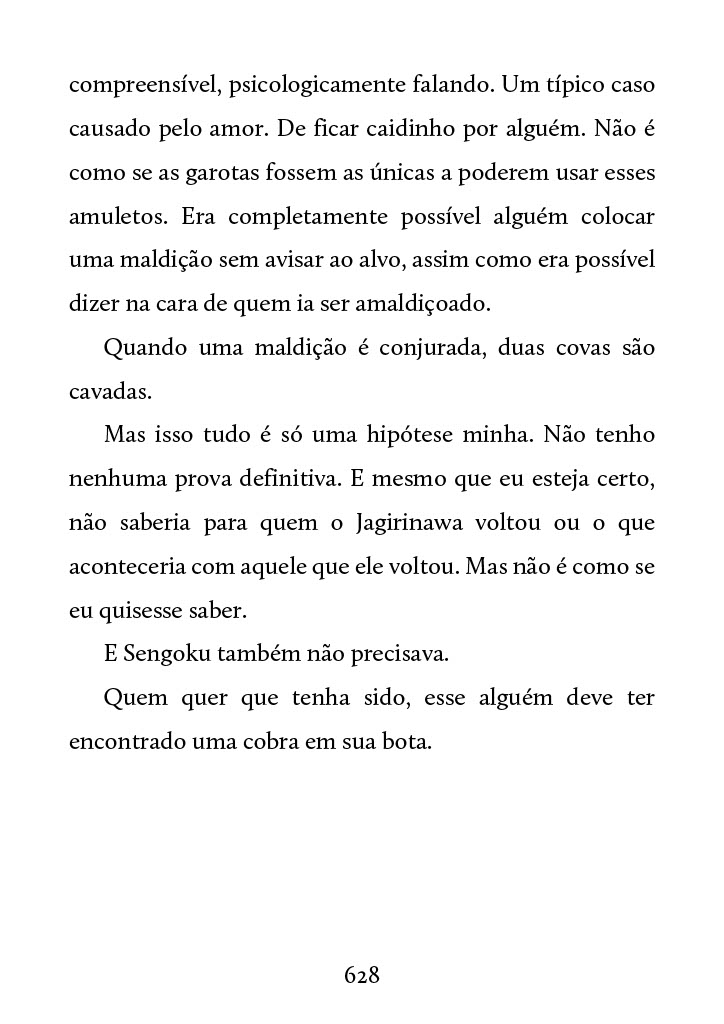 compreensível, psicologicamente falando. Um típico caso
causado pelo amor. De ficar caidinho por alguém. Não é
como se as garotas fossem as únicas a poderem usar esses
amuletos. Era completamente possível alguém colocar
uma maldição sem avisar ao alvo, assim como era possível
dizer na cara de quem ia ser amaldiçoado.
Quando uma maldição é conjurada, duas covas são
cavadas.
Mas isso tudo é só uma hipótese minha. Não tenho
nenhuma prova definitiva. E mesmo que eu esteja certo,
não saberia para quem o Jagirinawa voltou ou o que
aconteceria com aquele que ele voltou. Mas não é como se
eu quisesse saber.
E Sengoku também não precisava.
Quem quer que tenha sido, esse alguém deve ter
encontrado uma cobra em sua bota.
628